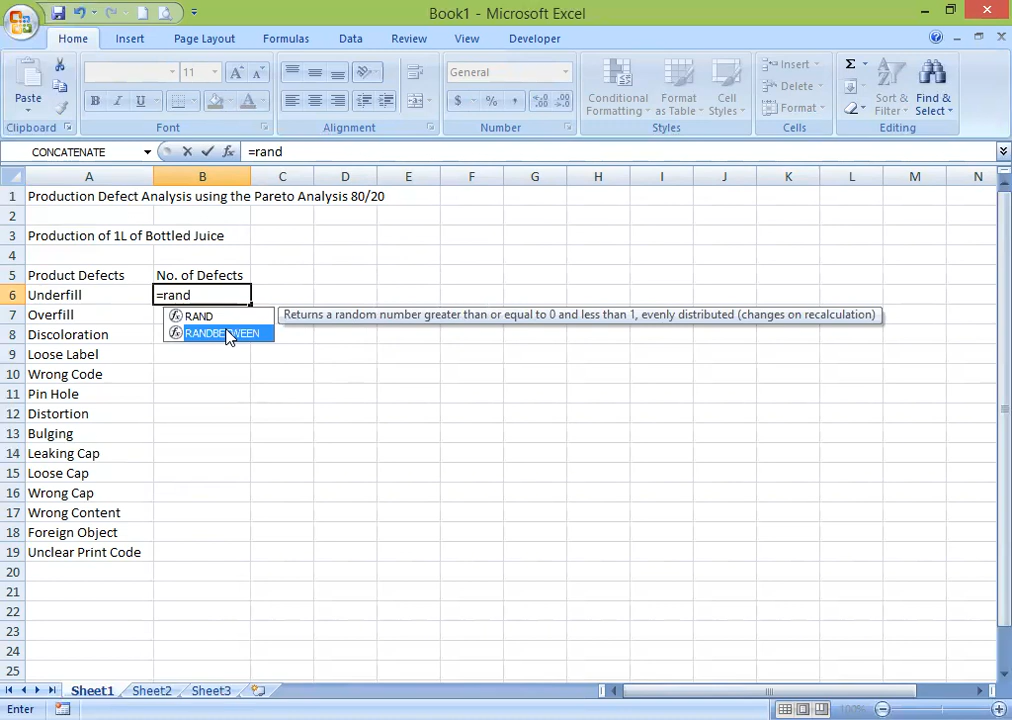 Book1 - Microsoft Excel
Home Insert Page Layout Formulas Data Review View Developer
Paste
11 A A
General
Conditional Formatting
Format as Table
Cell Styles
Insert
Delete
Format
Sort & Filter
Find & Select
B I U A $ % ,
Clipboard Font Alignment Number Styles Cells Editing
CONCATENATE fx =rand
A B C D E F G H I J K L M N
1 Production Defect Analysis using the Pareto Analysis 80/20
2
3 Production of 1L of Bottled Juice
4
5 Product Defects No. of Defects
6 Underfill =rand
7 Overfill RAND Returns a random number greater than or equal to 0 and less than 1, evenly distributed (changes on recalculation)
8 Discoloration RANDBETWEEN
9 Loose Label
10 Wrong Code
11 Pin Hole
12 Distortion
13 Bulging
14 Leaking Cap
15 Loose Cap
16 Wrong Cap
17 Wrong Content
18 Foreign Object
19 Unclear Print Code
20
21
22
23
24
25
Sheet1 Sheet2 Sheet3
Enter 100%